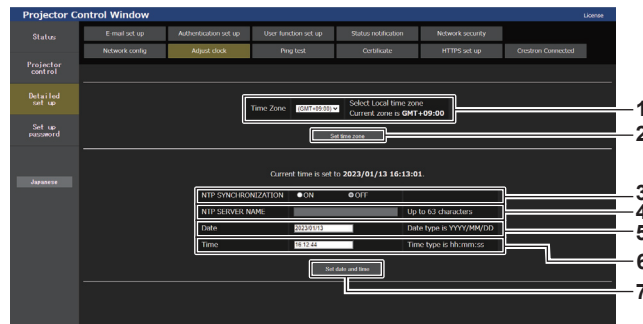 Projector Control Window
License
Status
E-mail set up
Authentication set up
User function set up
Status notification
Network security
Network config
Adjust clock
Ping test
Certificate
HTTPS set up
Crestron Connected
Projector
control
Detailed
set up
Set up
password
Japanese
Time Zone
(GMT+09:00)
Select Local time zone
Current zone is GMT+09:00
1
Set time zone
2
Current time is set to 2023/01/13 16:13:01.
NTP SYNCHRONIZATION
ON
OFF
3
NTP SERVER NAME
Up to 63 characters
4
Date
2023/01/13
Date type is YYYY/MM/DD
5
Time
16:12:44
Time type is hh:mm:ss
6
Set date and time
7